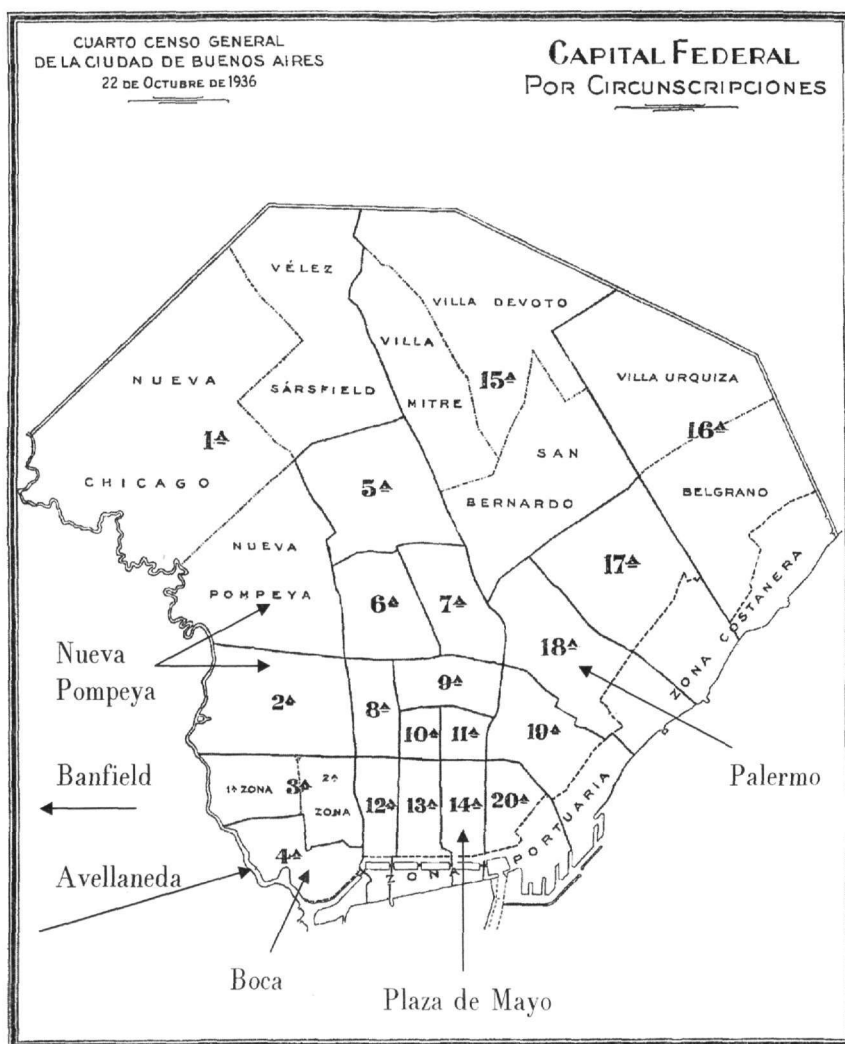 CUARTO CENSO GENERAL
DE LA CIUDAD DE BUENOS AIRES
22 DE OCTUBRE DE 1936
CAPITAL FEDERAL
POR CIRCUNSCRIPCIONES
VÉLEZ
VILLA DEVOTO
VILLA
NUEVA
SÁRSFIELD
MITRE
15ª
VILLA URQUIZA
1ª
16ª
SAN
CHICAGO
5ª
BERNARDO
BELGRANO
NUEVA
POMPEYA
6ª
7ª
17ª
ZONA COSTANERA
Nueva
Pompeya
18ª
2ª
8ª
9ª
10ª
11ª
19ª
Banfield
1ª ZONA
3ª
2ª
ZONA
12ª
13ª
14ª
20ª
Palermo
4ª
ZONA
PORTUARIA
Avellaneda
Boca
Plaza de Mayo